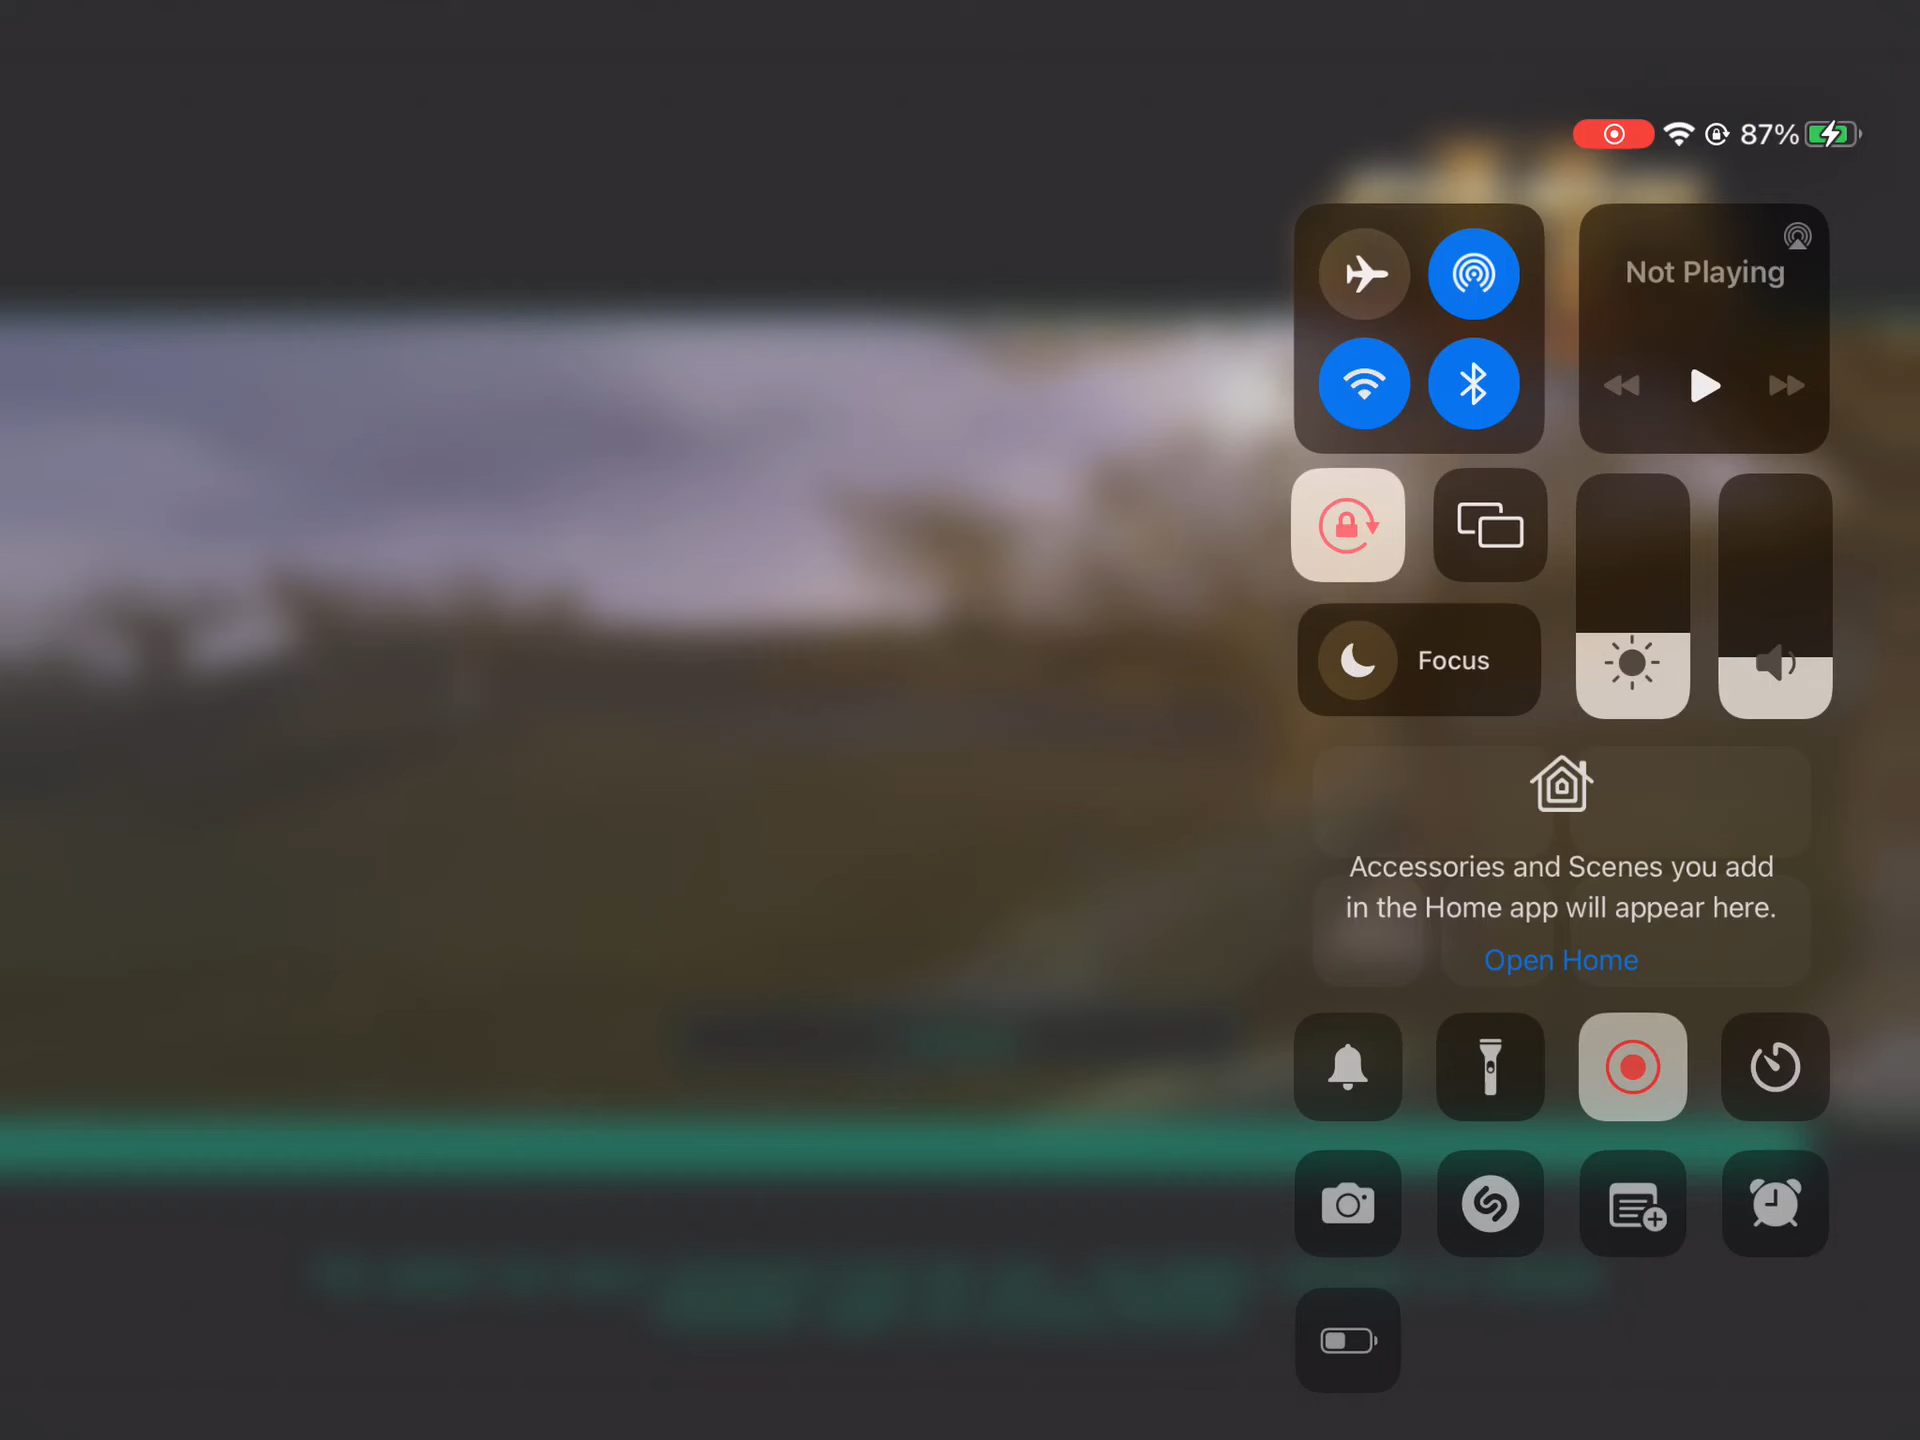 87%
Not Playing
Focus
Accessories and Scenes you add
in the Home app will appear here.
Open Home